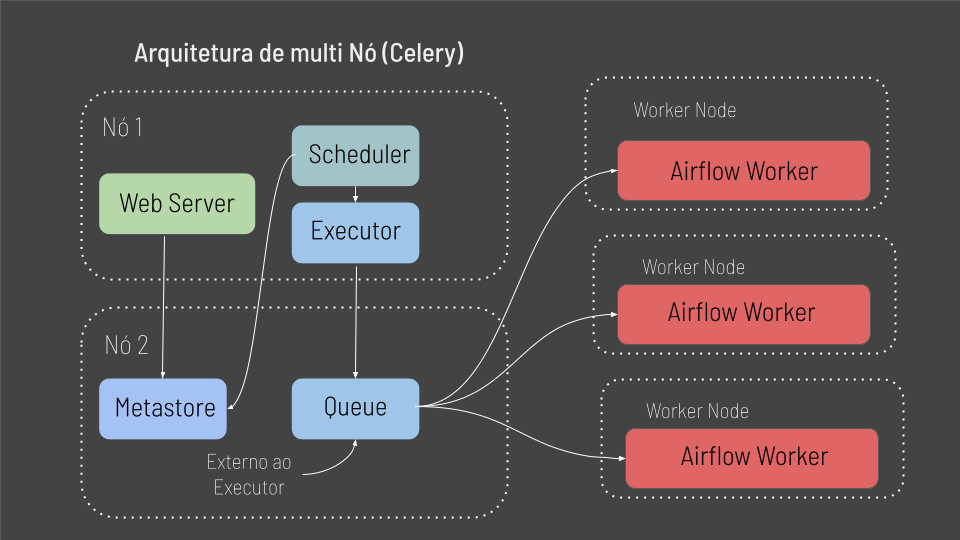 Arquitetura de multi Nó (Celery)
Nó 1
Scheduler
Web Server
Executor
Nó 2
Metastore
Queue
Externo ao
Executor
Worker Node
Airflow Worker
Worker Node
Airflow Worker
Worker Node
Airflow Worker